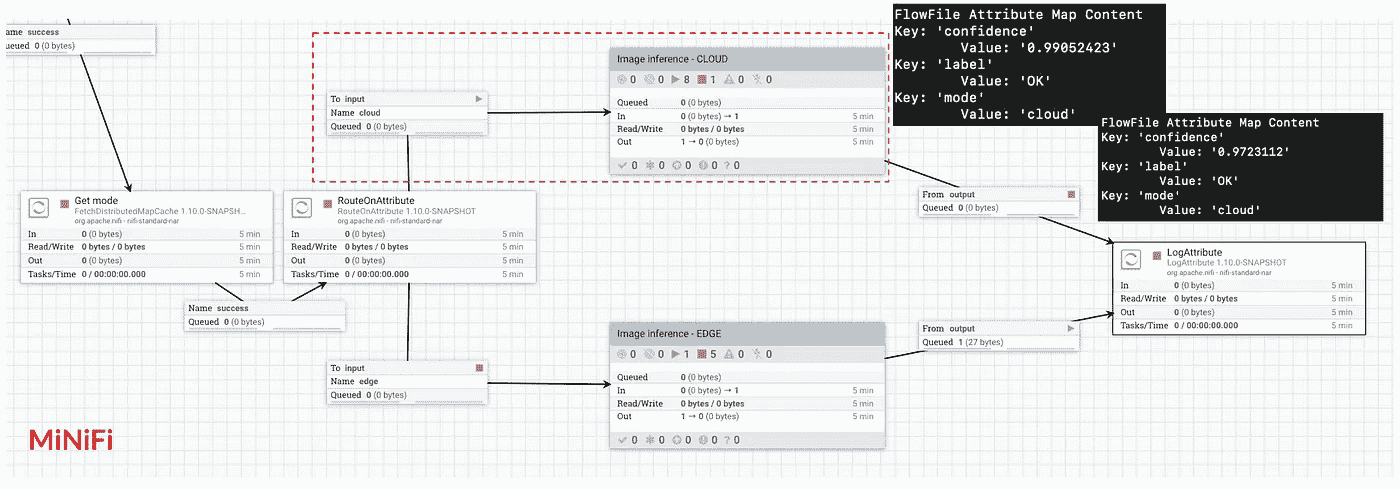 Name success
Queued 0 (0 bytes)
Get mode
FetchDistributedMapCache 1.10.0-SNAPSH...
org.apache.nifi - nifi-standard-nar
In 0 (0 bytes) 5 min
Read/Write 0 bytes / 0 bytes 5 min
Out 0 (0 bytes) 5 min
Tasks/Time 0 / 00:00:00.000 5 min
Name success
Queued 0 (0 bytes)
RouteOnAttribute
RouteOnAttribute 1.10.0-SNAPSHOT
org.apache.nifi - nifi-standard-nar
In 0 (0 bytes) 5 min
Read/Write 0 bytes / 0 bytes 5 min
Out 0 (0 bytes) 5 min
Tasks/Time 0 / 00:00:00.000 5 min
To input
Name cloud
Queued 0 (0 bytes)
Image inference - CLOUD
0 0 8 1 0 0
Queued 0 (0 bytes)
In 0 (0 bytes) → 1 5 min
Read/Write 0 bytes / 0 bytes 5 min
Out 1 → 0 (0 bytes) 5 min
0 0 0 0 ? 0
To input
Name edge
Queued 0 (0 bytes)
Image inference - EDGE
0 0 1 5 0 0
Queued 0 (0 bytes)
In 0 (0 bytes) → 1 5 min
Read/Write 0 bytes / 0 bytes 5 min
Out 1 → 0 (0 bytes) 5 min
0 0 0 0 ? 0
FlowFile Attribute Map Content
Key: 'confidence'
Value: '0.99052423'
Key: 'label'
Value: 'OK'
Key: 'mode'
Value: 'cloud'
FlowFile Attribute Map Content
Key: 'confidence'
Value: '0.9723112'
Key: 'label'
Value: 'OK'
Key: 'mode'
Value: 'cloud'
From output
Queued 0 (0 bytes)
From output
Queued 1 (27 bytes)
LogAttribute
LogAttribute 1.10.0-SNAPSHOT
org.apache.nifi - nifi-standard-nar
In 0 (0 bytes) 5 min
Read/Write 0 bytes / 0 bytes 5 min
Out 0 (0 bytes) 5 min
Tasks/Time 0 / 00:00:00.000 5 min
MiNiFi